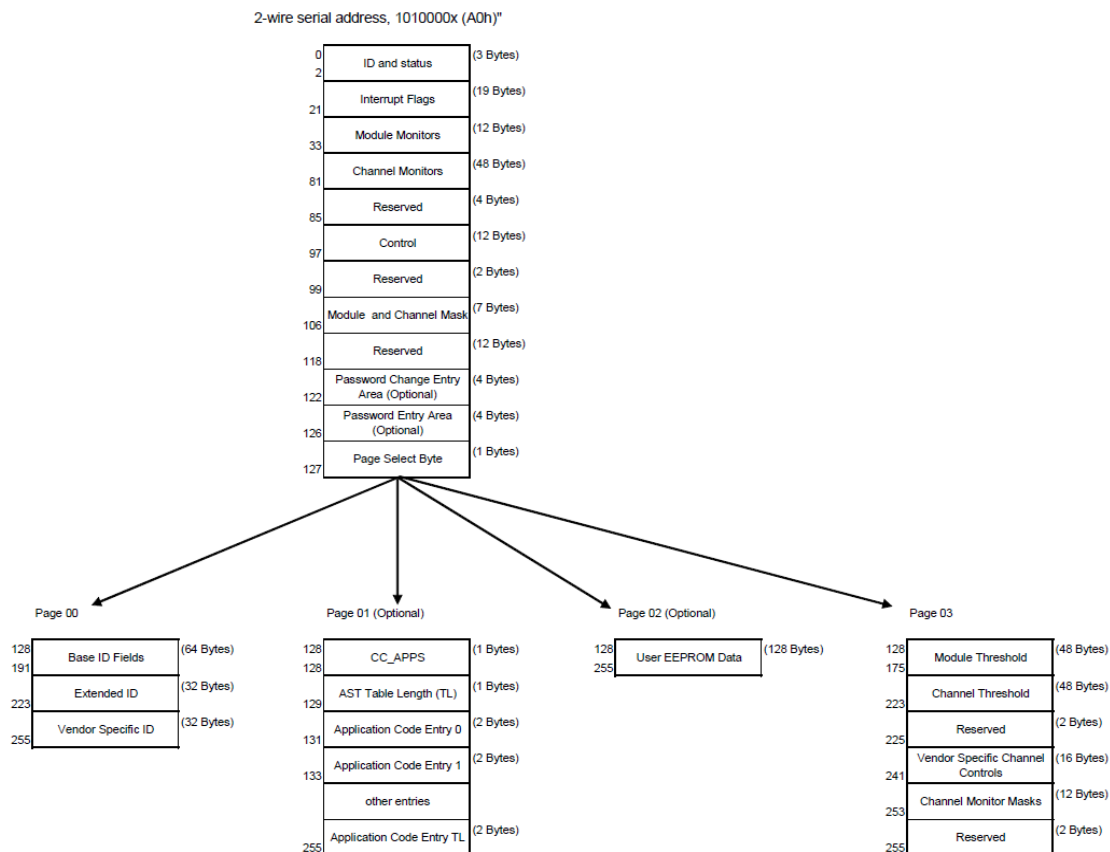 2-wire serial address, 1010000x (A0h)"
0
2
ID and status
(3 Bytes)
21
Interrupt Flags
(19 Bytes)
33
Module Monitors
(12 Bytes)
81
Channel Monitors
(48 Bytes)
85
Reserved
(4 Bytes)
97
Control
(12 Bytes)
99
Reserved
(2 Bytes)
106
Module and Channel Mask
(7 Bytes)
118
Reserved
(12 Bytes)
122
Password Change Entry
Area (Optional)
(4 Bytes)
126
Password Entry Area
(Optional)
(4 Bytes)
127
Page Select Byte
(1 Bytes)
Page 00
128
191
Base ID Fields
(64 Bytes)
223
Extended ID
(32 Bytes)
255
Vendor Specific ID
(32 Bytes)
Page 01 (Optional)
128
128
CC_APPS
(1 Bytes)
129
AST Table Length (TL)
(1 Bytes)
131
Application Code Entry 0
(2 Bytes)
133
Application Code Entry 1
(2 Bytes)
other entries
255
Application Code Entry TL
(2 Bytes)
Page 02 (Optional)
128
255
User EEPROM Data
(128 Bytes)
Page 03
128
175
Module Threshold
(48 Bytes)
223
Channel Threshold
(48 Bytes)
225
Reserved
(2 Bytes)
241
Vendor Specific Channel
Controls
(16 Bytes)
253
Channel Monitor Masks
(12 Bytes)
255
Reserved
(2 Bytes)